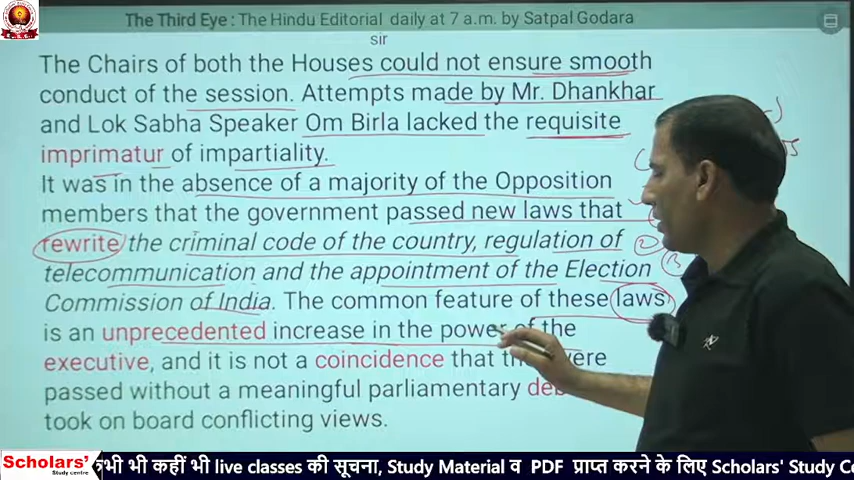 The Third Eye : The Hindu Editorial daily at 7 a.m. by Satpal Godara
sir
The Chairs of both the Houses could not ensure smooth
conduct of the session. Attempts made by Mr. Dhankhar
and Lok Sabha Speaker Om Birla lacked the requisite
imprimatur of impartiality.
It was in the absence of a majority of the Opposition
members that the government passed new laws that
rewrite the criminal code of the country, regulation of
telecommunication and the appointment of the Election
Commission of India. The common feature of these laws
is an unprecedented increase in the power of the
executive, and it is not a coincidence that were
passed without a meaningful parliamentary
took on board conflicting views.
Scholars'
Study centre
कभी भी कहीं भी live classes की सूचना, Study Material व PDF प्राप्त करने के लिए Scholars' Study